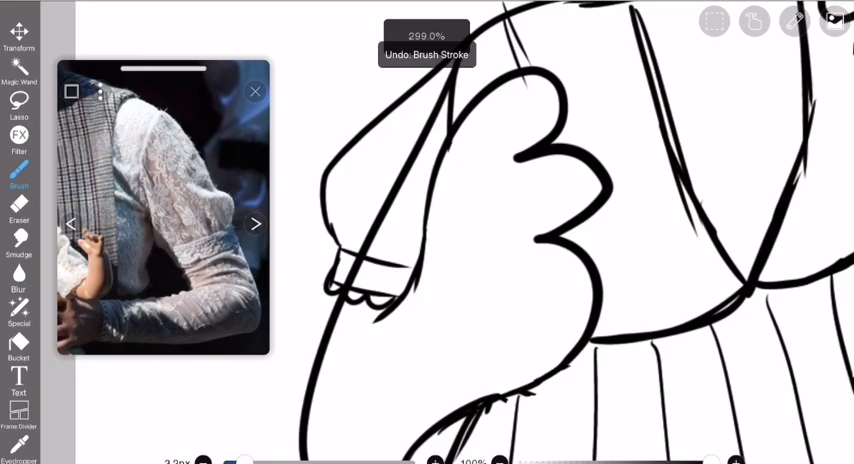 299.0%
Undo: Brush Stroke
Transform
Magic Wand
Lasso
FX
Filter
Brush
Eraser
Smudge
Blur
Special
Bucket
T
Text
Frame Divider
Eyedropper
100%